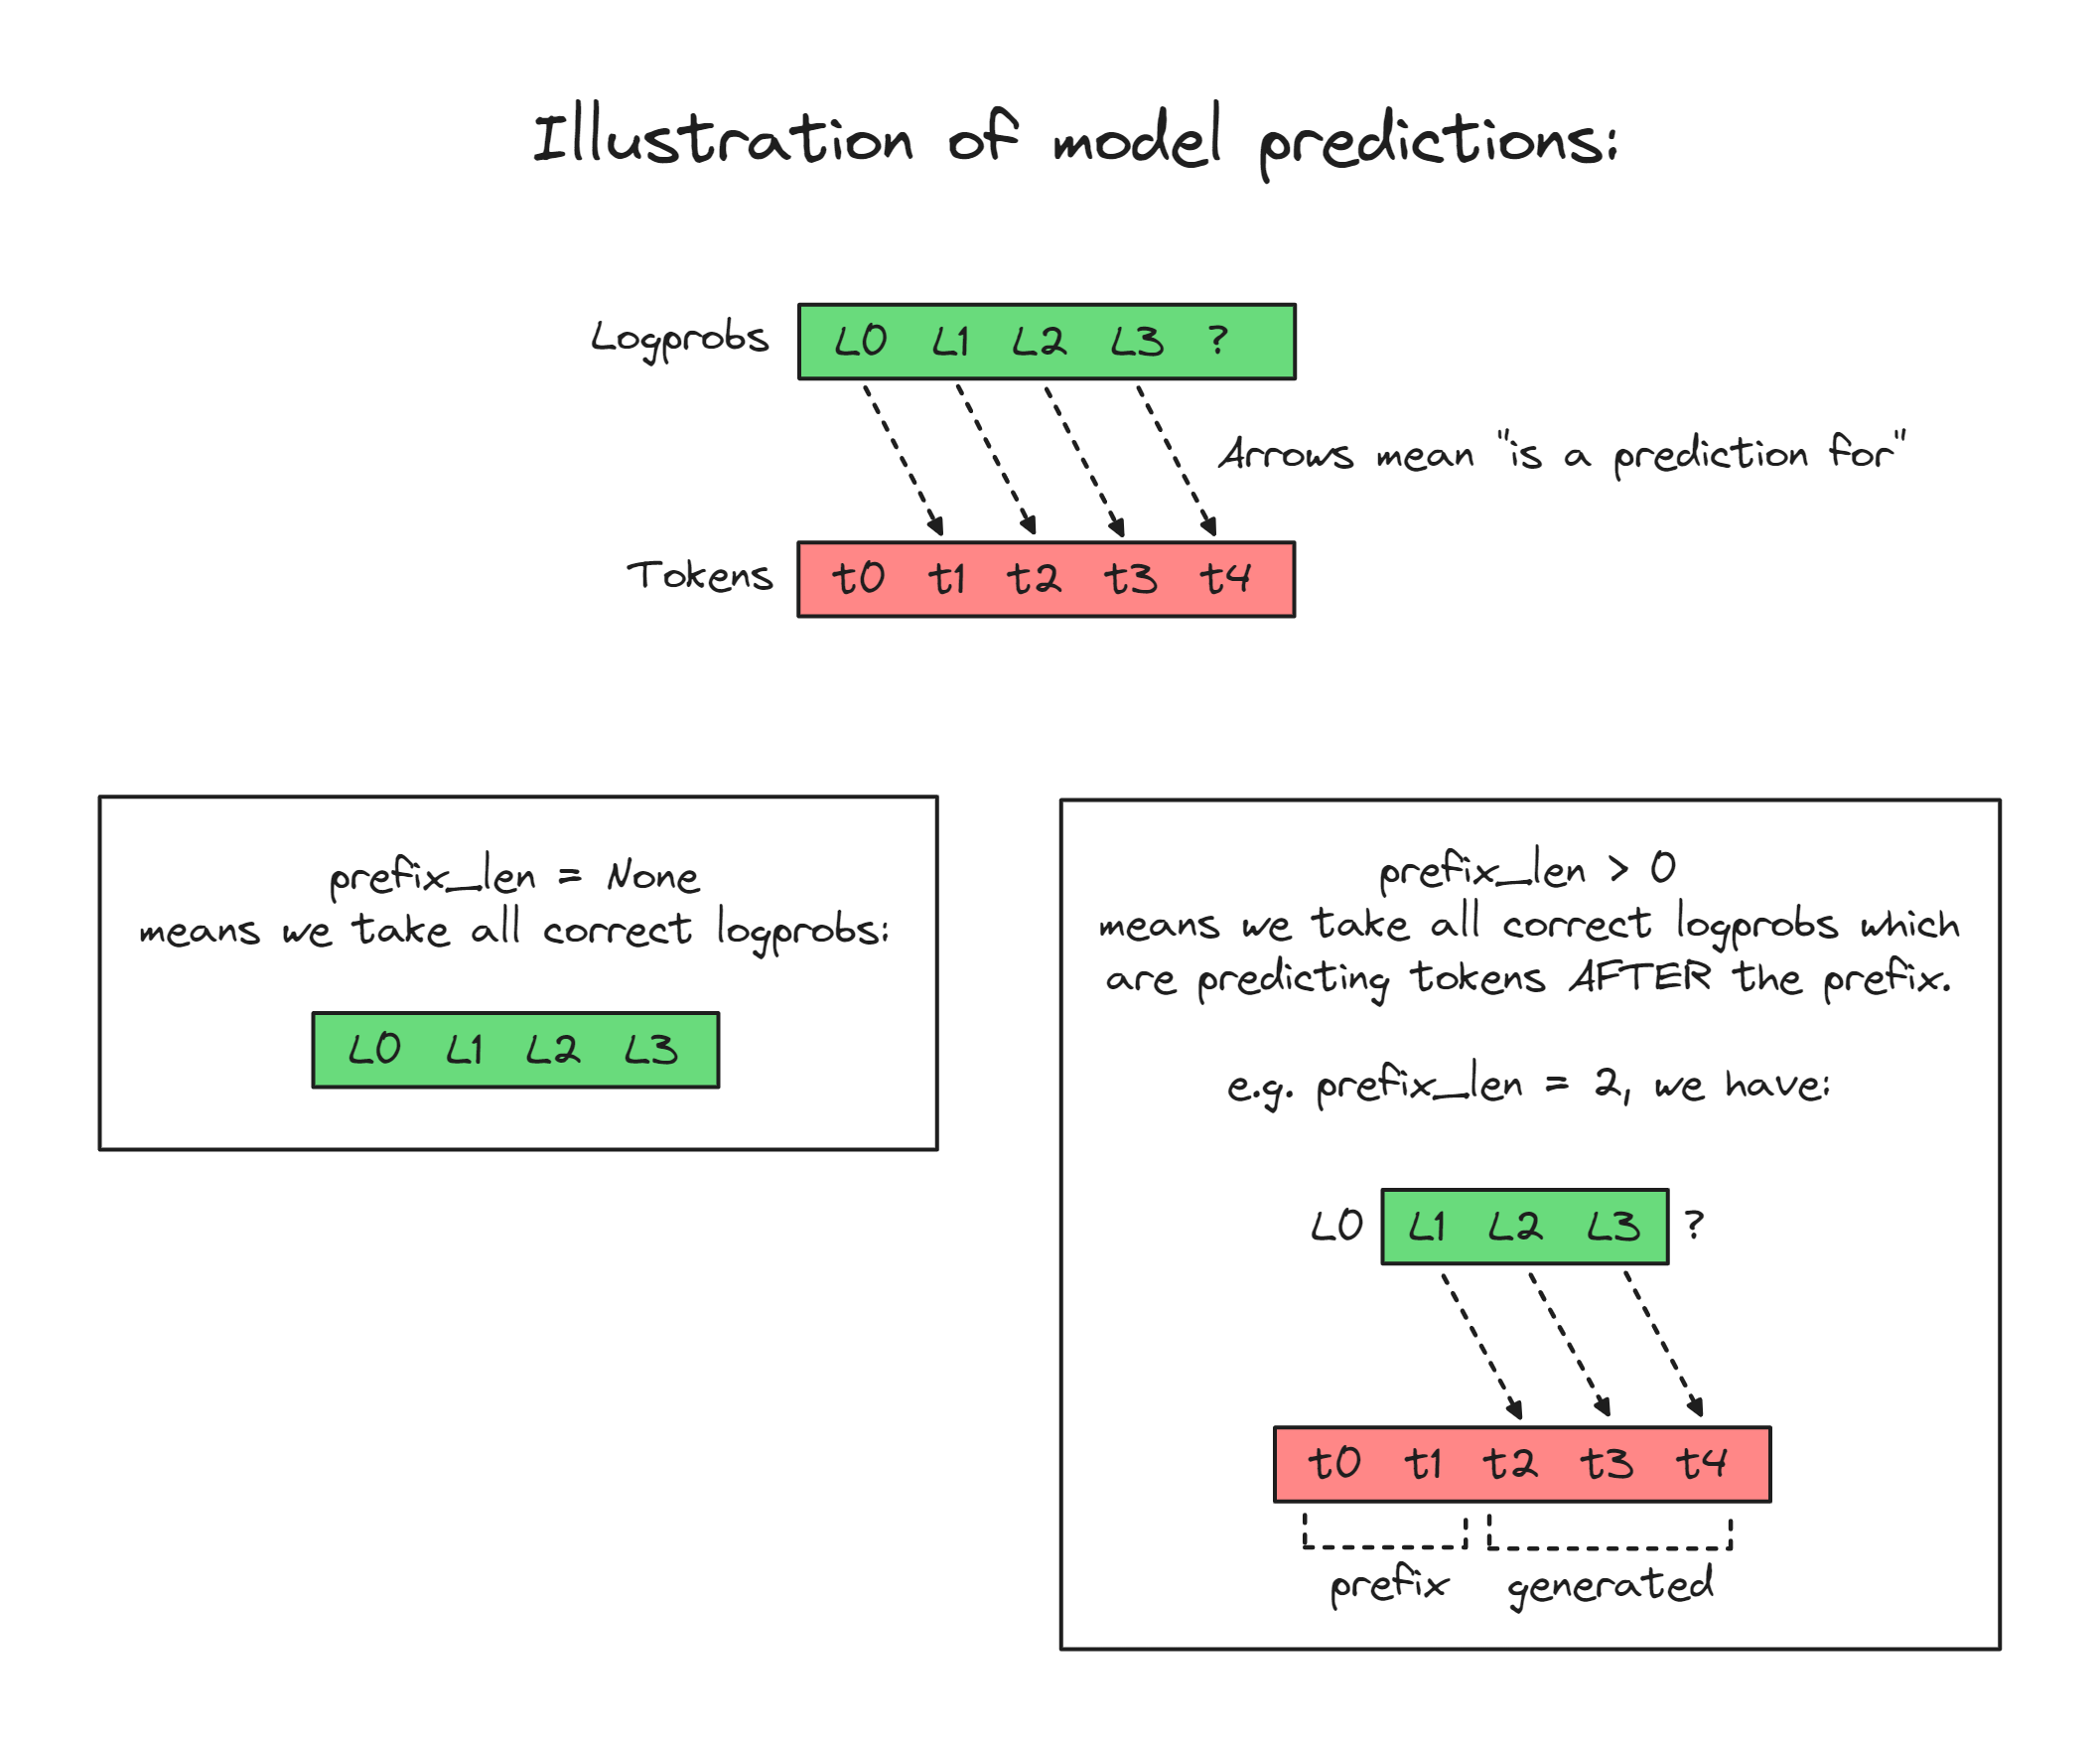 Illustration of model predictions:
Logprobs L0 L1 L2 L3 ?
Arrows mean "is a prediction for"
Tokens t0 t1 t2 t3 t4
prefix_len = None
means we take all correct logprobs:
L0 L1 L2 L3
prefix_len > 0
means we take all correct logprobs which
are predicting tokens AFTER the prefix.
e.g. prefix_len = 2, we have:
L0 L1 L2 L3 ?
t0 t1 t2 t3 t4
prefix generated